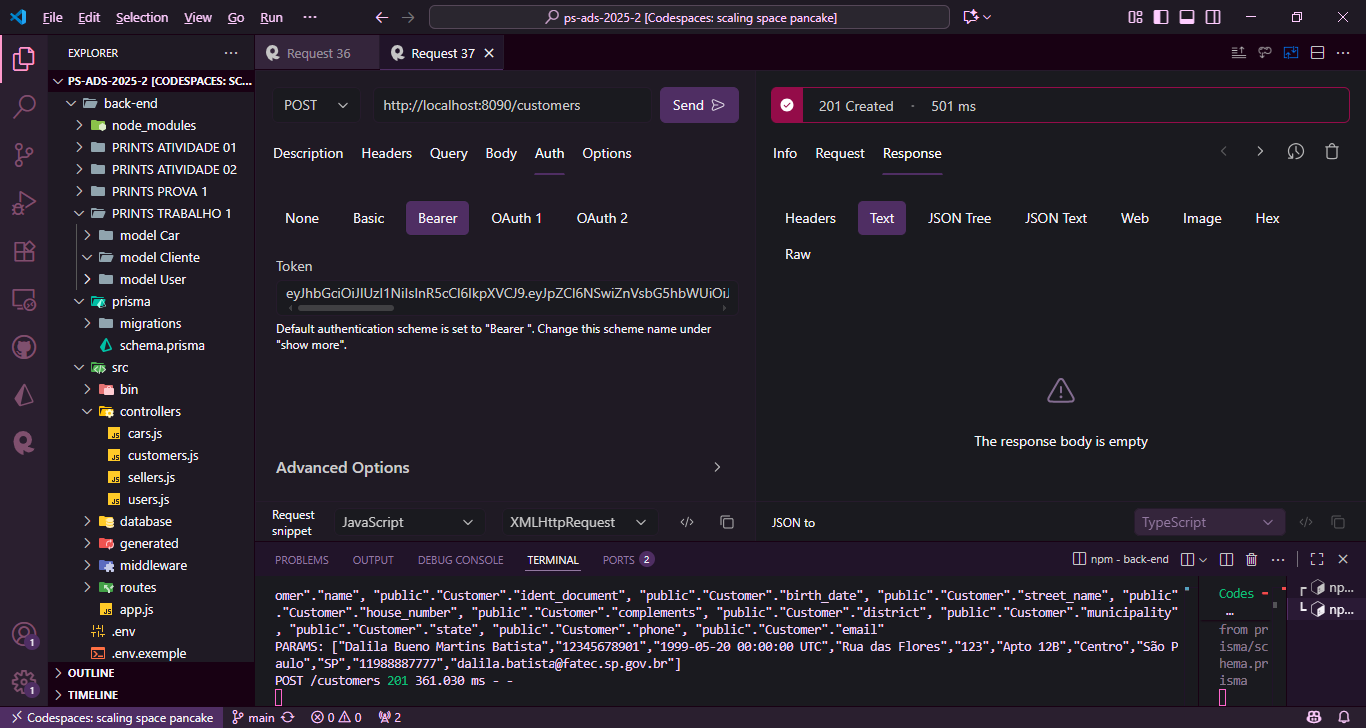 File Edit Selection View Go Run ··· ps-ads-2025-2 [Codespaces: scaling space pancake]
EXPLORER
PS-ADS-2025-2 [CODESPACES: SC...
back-end
node_modules
PRINTS ATIVIDADE 01
PRINTS ATIVIDADE 02
PRINTS PROVA 1
PRINTS TRABALHO 1
model Car
model Cliente
model User
prisma
migrations
schema.prisma
src
bin
controllers
JS cars.js
JS customers.js
JS sellers.js
JS users.js
database
generated
middleware
routes
JS app.js
.env
.env.exemple
OUTLINE
TIMELINE
Request 36 Request 37
POST http://localhost:8090/customers Send
Description Headers Query Body Auth Options
None Basic Bearer OAuth 1 OAuth 2
Token
Default authentication scheme is set to "Bearer ". Change this scheme name under
"show more".
Advanced Options
Request
snippet
JavaScript XMLHttpRequest
201 Created · 501 ms
Info Request Response
Headers Text JSON Tree JSON Text Web Image Hex
Raw
The response body is empty
JSON to TypeScript
PROBLEMS OUTPUT DEBUG CONSOLE TERMINAL PORTS 2 npm - back-end
omer"."name", "public"."Customer"."ident_document", "public"."Customer"."birth_date", "public"."Customer"."street_name", "public"
."Customer"."house_number", "public"."Customer"."complements", "public"."Customer"."district", "public"."Customer"."municipality"
, "public"."Customer"."state", "public"."Customer"."phone", "public"."Customer"."email"
PARAMS: ["Dalila Bueno Martins Batista","12345678901","1999-05-20 00:00:00 UTC","Rua das Flores","123","Apto 12B","Centro","São P
aulo","SP","11988887777","dalila.batista@fatec.sp.gov.br"]
POST /customers 201 361.030 ms - -
Codes
…
from pr
isma/sc
hema.pr
isma
np...
np...
1
1
Codespaces: scaling space pancake main 0 0 2